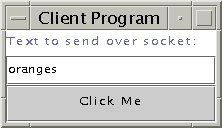 Client Program
Text to send over socket:
oranges
Click Me